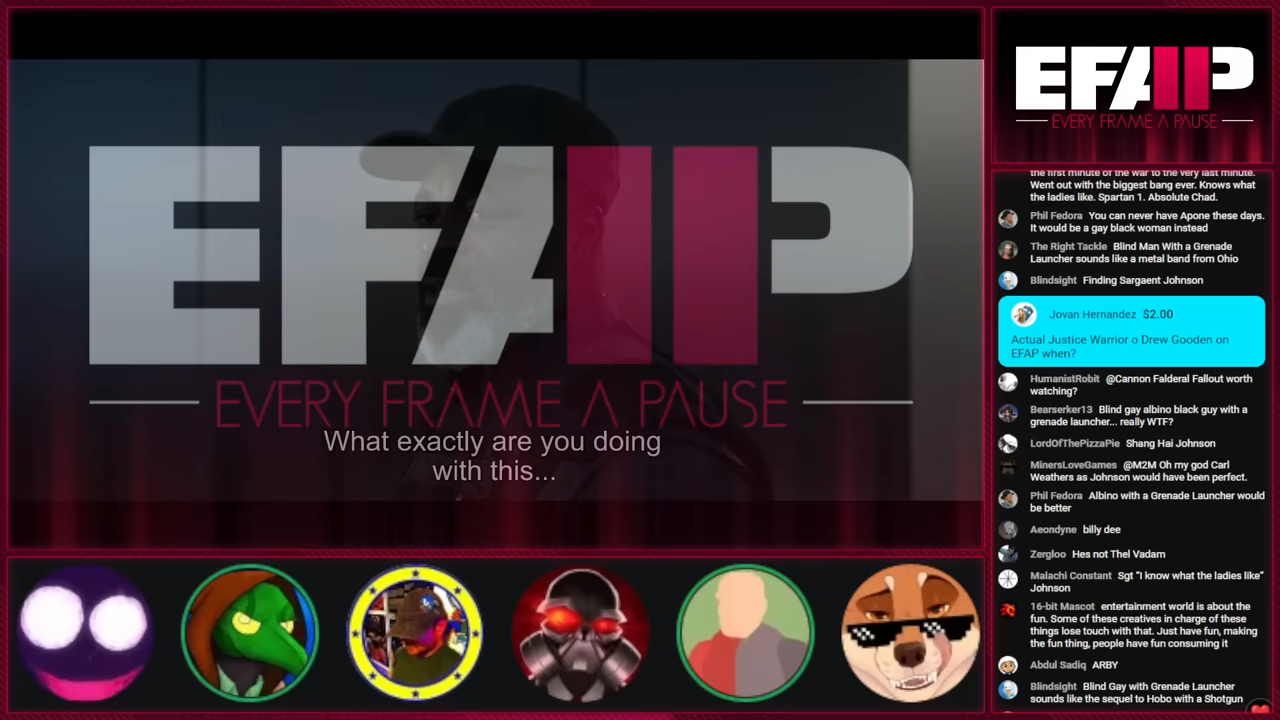 EFAP
EVERY FRAME A PAUSE
What exactly are you doing
with this...
EFAP
EVERY FRAME A PAUSE
the first minute of the war to the very last minute.
Went out with the biggest bang ever. Knows what
the ladies like. Spartan 1. Absolute Chad.
Phil Fedora You can never have Apone these days.
It would be a gay black woman instead
The Right Tackle Blind Man With a Grenade
Launcher sounds like a metal band from Ohio
Blindsight Finding Sargaent Johnson
Jovan Hernandez $2.00
Actual Justice Warrior o Drew Gooden on
EFAP when?
HumanistRobit @Cannon Falderal Fallout worth
watching?
Bearserker13 Blind gay albino black guy with a
grenade launcher... really WTF?
LordOfThePizzaPie Shang Hai Johnson
MinersLoveGames @M2M Oh my god Carl
Weathers as Johnson would have been perfect.
Phil Fedora Albino with a Grenade Launcher would
be better
Aeondyne billy dee
Zergloo Hes not Thel Vadam
Malachi Constant Sgt "I know what the ladies like"
Johnson
16-bit Mascot entertainment world is about the
fun. Some of these creatives in charge of these
things lose touch with that. Just have fun, making
the fun thing, people have fun consuming it
Abdul Sadiq ARBY
Blindsight Blind Gay with Grenade Launcher
sounds like the sequel to Hobo with a Shotgun